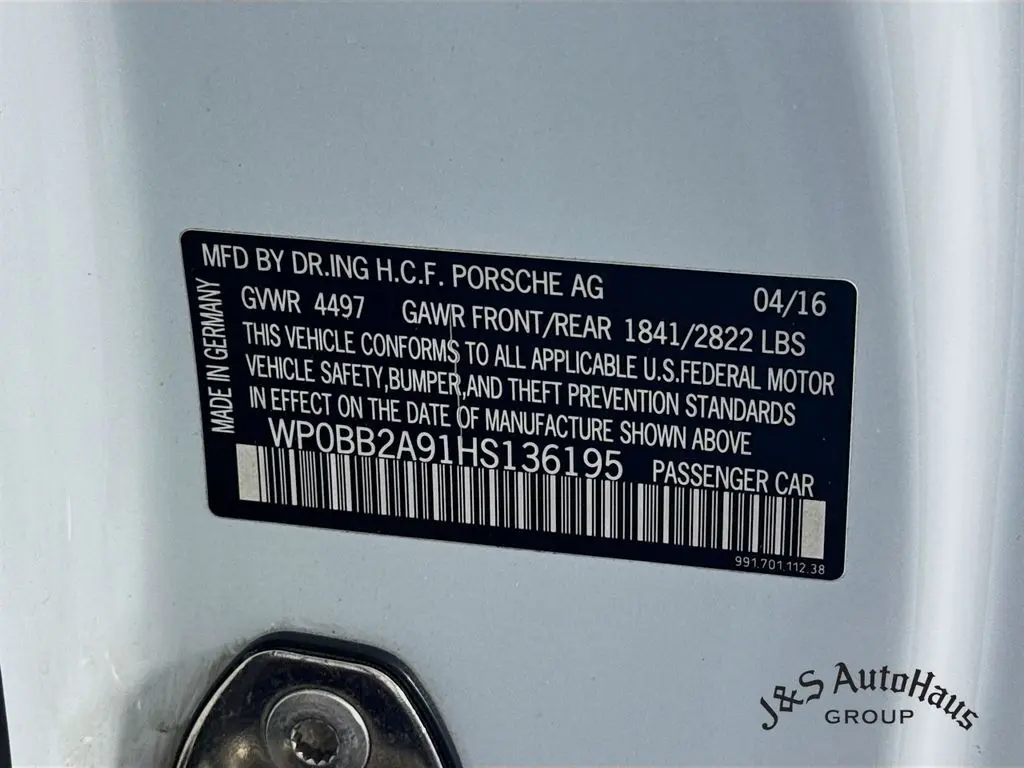 MFD BY DR.ING H.C.F. PORSCHE AG 04/16
MADE IN GERMANY
GVWR 4497 GAWR FRONT/REAR 1841/2822 LBS
THIS VEHICLE CONFORMS TO ALL APPLICABLE U.S.FEDERAL MOTOR
VEHICLE SAFETY,BUMPER,AND THEFT PREVENTION STANDARDS
IN EFFECT ON THE DATE OF MANUFACTURE SHOWN ABOVE
WP0BB2A91HS136195 PASSENGER CAR
991.701.112.38
J&S AutoHaus
GROUP